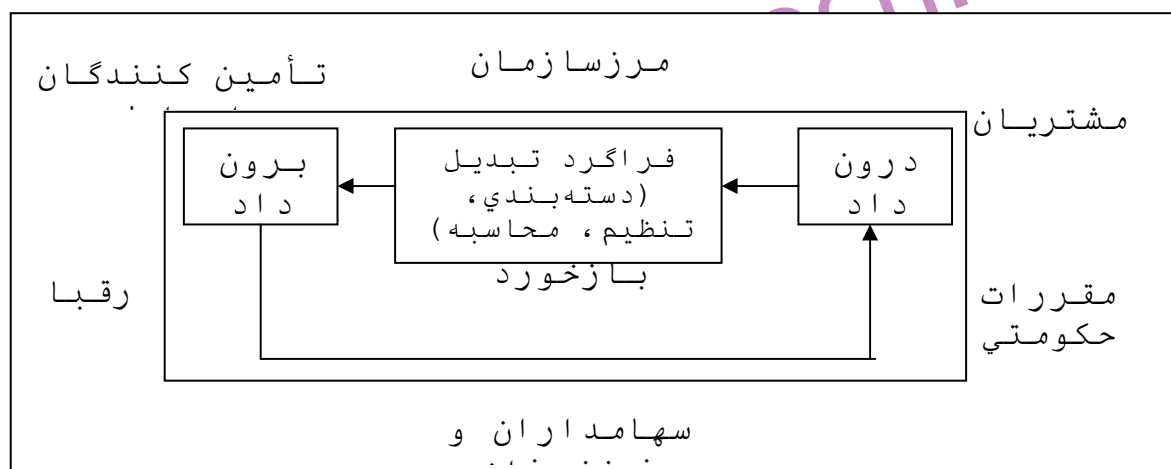 مرزسازمان
تأمين كنندگان
مشتريان
درون
داد
فراگرد تبديل
(دسته‌بندي،
تنظيم، محاسبه)
برون
داد
بازخورد
مقررات
حكومتي
رقبا
سهامداران و